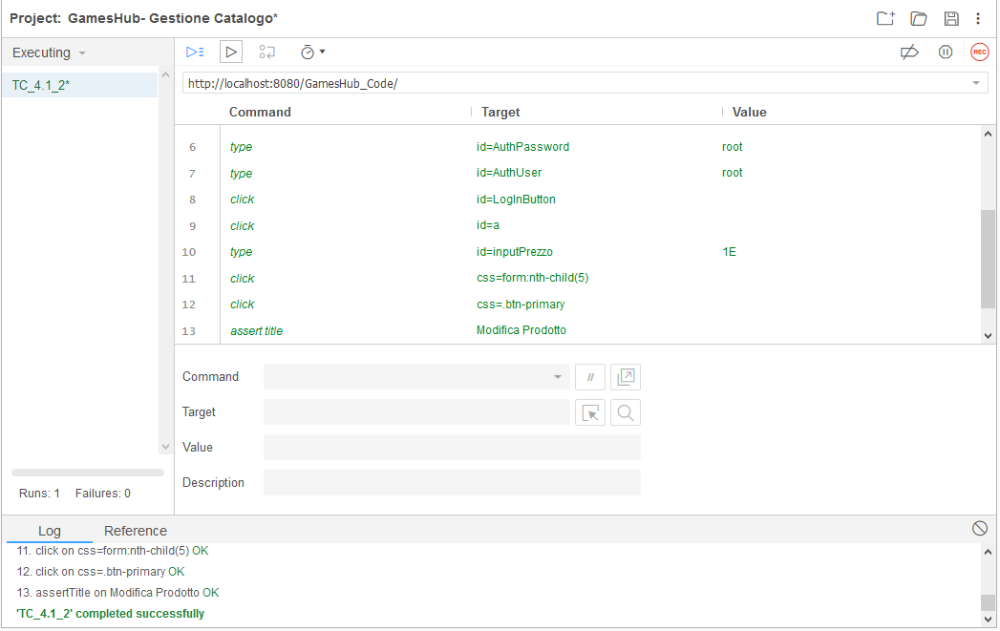 Project: GamesHub- Gestione Catalogo*
Executing
TC_4.1_2*
REC
http://localhost:8080/GamesHub_Code/
Command Target Value
6 type id=AuthPassword root
7 type id=AuthUser root
8 click id=LogInButton
9 click id=a
10 type id=inputPrezzo 1E
11 click css=form:nth-child(5)
12 click css=.btn-primary
13 assert title Modifica Prodotto
Command //
Target
Value
Description
Runs: 1 Failures: 0
Log Reference
11. click on css=form:nth-child(5) OK
12. click on css=.btn-primary OK
13. assertTitle on Modifica Prodotto OK
'TC_4.1_2' completed successfully